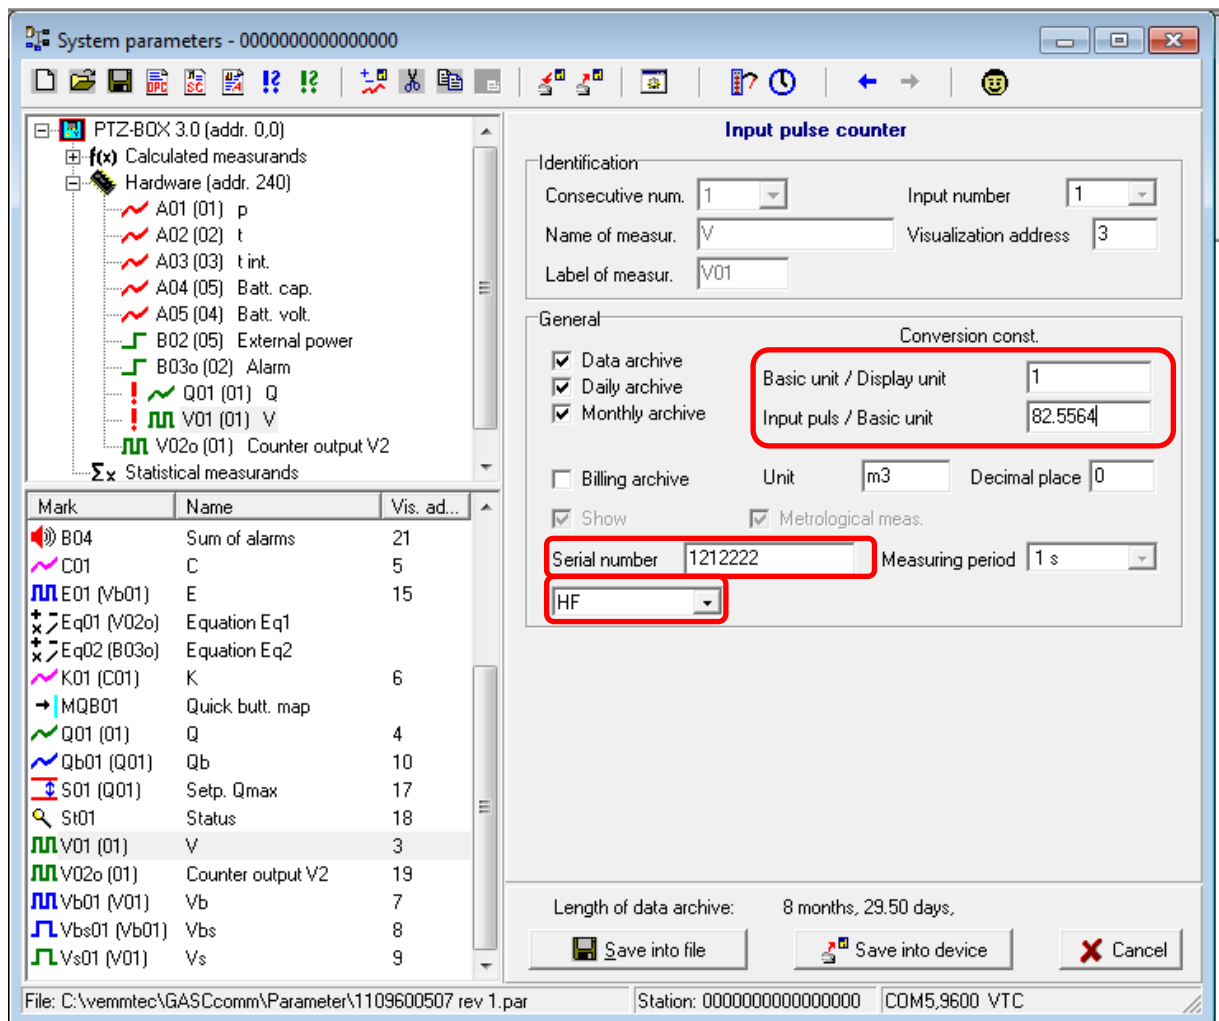 System parameters - 0000000000000000
PTZ-BOX 3.0 (addr. 0,0)
f(x) Calculated measurands
Hardware (addr. 240)
A01 (01) p
A02 (02) t
A03 (03) t int.
A04 (05) Batt. cap.
A05 (04) Batt. volt.
B02 (05) External power
B03o (02) Alarm
Q01 (01) Q
V01 (01) V
V02o (01) Counter output V2
Σx Statistical measurands
Mark Name Vis. ad...
B04 Sum of alarms 21
C01 C 5
E01 (Vb01) E 15
Eq01 (V02o) Equation Eq1
Eq02 (B03o) Equation Eq2
K01 (C01) K 6
MQB01 Quick butt. map
Q01 (01) Q 4
Qb01 (Q01) Qb 10
S01 (Q01) Setp. Qmax 17
St01 Status 18
V01 (01) V 3
V02o (01) Counter output V2 19
Vb01 (V01) Vb 7
Vbs01 (Vb01) Vbs 8
Vs01 (V01) Vs 9
Input pulse counter
Identification
Consecutive num. 1 Input number 1
Name of measur. V Visualization address 3
Label of measur. V01
General
Conversion const.
Data archive
Daily archive
Monthly archive
Basic unit / Display unit 1
Input puls / Basic unit 82.5564
Billing archive Unit m3 Decimal place 0
Show Metrological meas.
Serial number 1212222 Measuring period 1 s
HF
Length of data archive: 8 months, 29.50 days,
Save into file Save into device Cancel
File: C:\vemmtec\GASCcomm\Parameter\1109600507 rev 1.par Station: 0000000000000000 COM5,9600 VTC